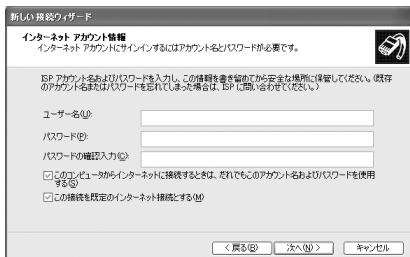 新しい接続ウィザード
インターネット アカウント情報
インターネット アカウントにサインインするにはアカウント名とパスワードが必要です。
ISP アカウント名およびパスワードを入力し、この情報を書き留めてから安全な場所に保管してください。(既存
のアカウント名またはパスワードを忘れてしまった場合は、ISP に問い合わせてください。)
ユーザー名(U):
パスワード(P):
パスワードの確認入力(C):
このコンピュータからインターネットに接続するときは、だれでもこのアカウント名およびパスワードを使用
する(S)
この接続を既定のインターネット接続とする(M)
< 戻る(B)
次へ(N) >
キャンセル